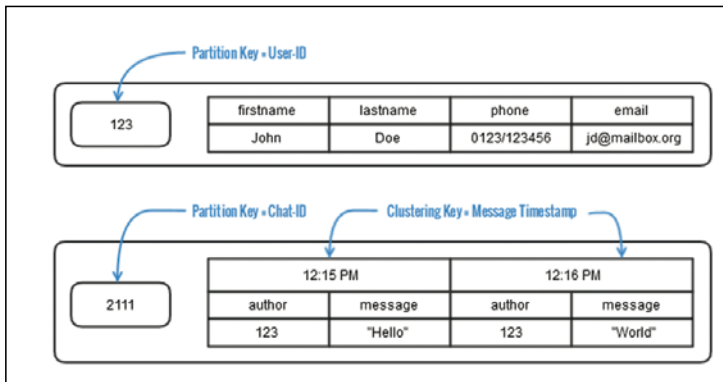 Partition Key = User-ID
123
firstname lastname phone email
John Doe 0123/123456 jd@mailbox.org
Partition Key = Chat-ID Clustering Key = Message Timestamp
2111
12:15 PM 12:16 PM
author message author message
123 "Hello" 123 "World"